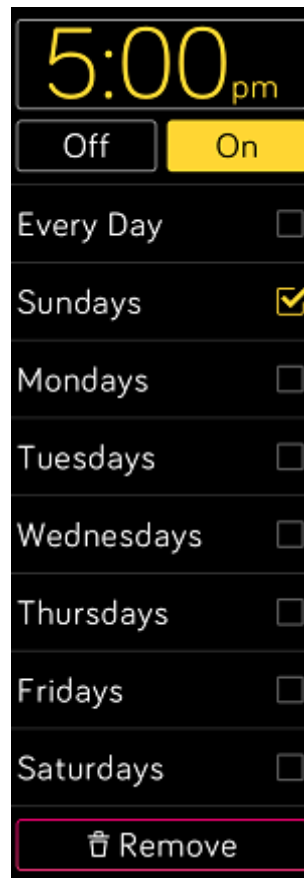 5:00pm
Off On
Every Day
Sundays
Mondays
Tuesdays
Wednesdays
Thursdays
Fridays
Saturdays
Remove